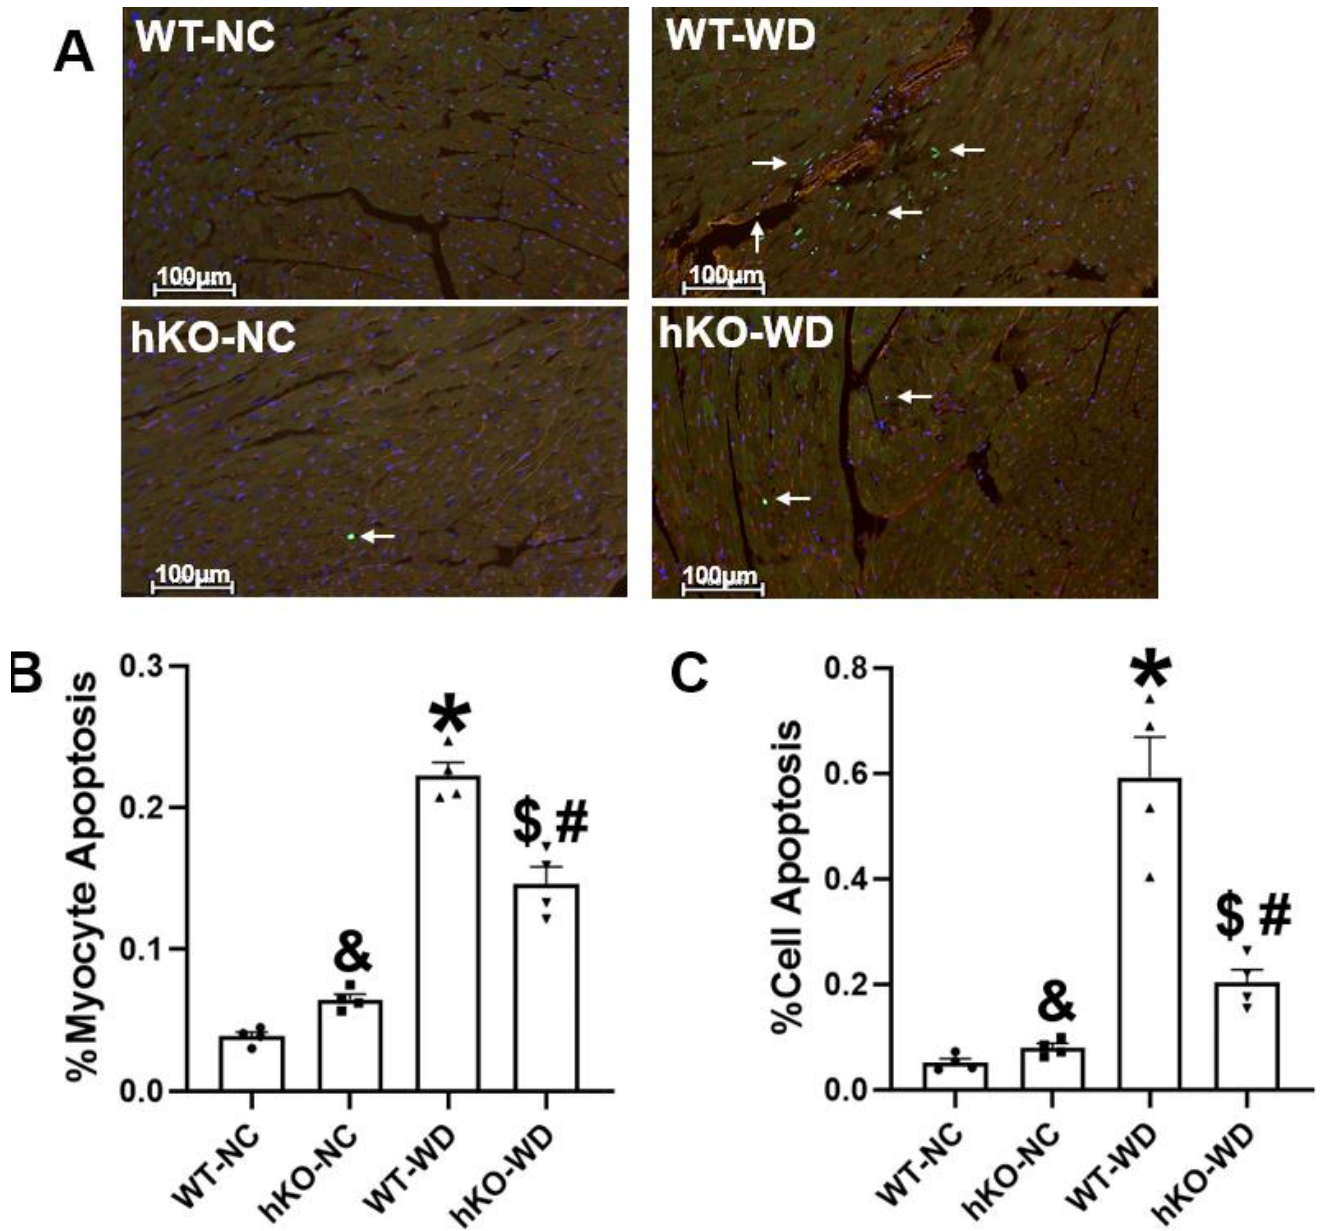 A
WT-NC
100μm
WT-WD
100μm
hKO-NC
100μm
hKO-WD
100μm
B
%Myocyte Apoptosis
0.3
0.2
0.1
0.0
&
*
$ #
WT-NC
hKO-NC
WT-WD
hKO-WD
C
%Cell Apoptosis
0.8
0.6
0.4
0.2
0.0
&
*
$ #
WT-NC
hKO-NC
WT-WD
hKO-WD